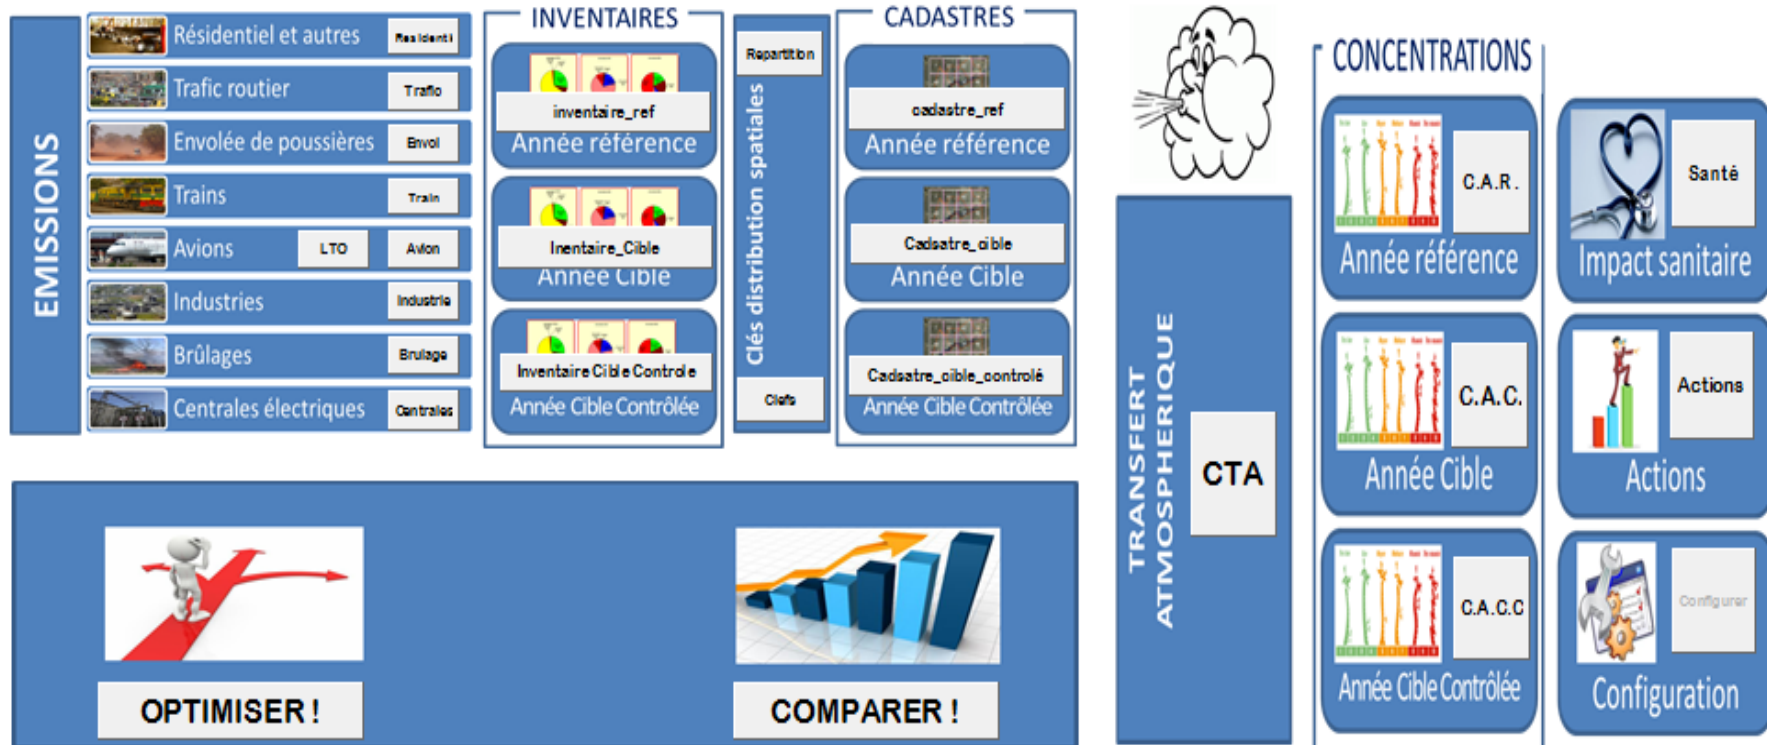 EMISSIONS
Résidentiel et autres
Residenti
Trafic routier
Trafic
Envolée de poussières
Envol
Trains
Train
Avions
LTO
Avion
Industries
Industrie
Brûlages
Brulage
Centrales électriques
Centrales
INVENTAIRES
inventaire_ref
Année référence
Inentaire_Cible
Année Cible
Inventaire Cible Controle
Année Cible Contrôlée
Repartition
Clés distribution spatiales
Clefs
CADASTRES
cadastre_ref
Année référence
Cadsatre_cible
Année Cible
Cadsatre_cible_controlé
Année Cible Contrôlée
TRANSFERT
ATMOSPHERIQUE
CTA
CONCENTRATIONS
C.A.R.
Année référence
C.A.C.
Année Cible
C.A.C.C
Année Cible Contrôlée
Santé
Impact sanitaire
Actions
Actions
Configurer
Configuration
OPTIMISER !
COMPARER !